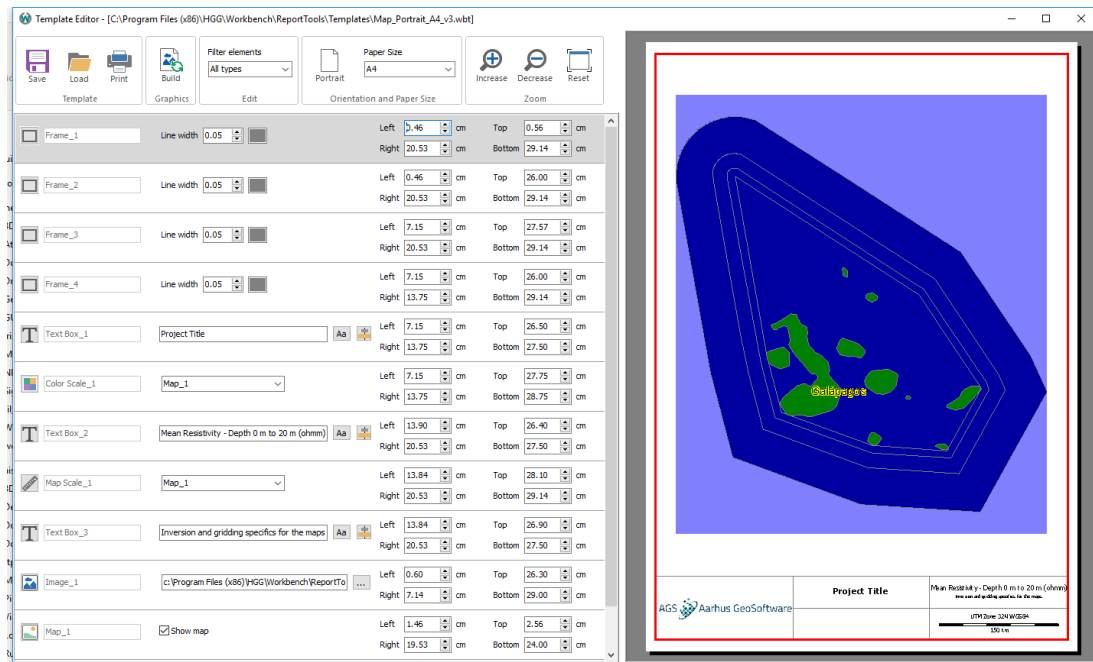 Template Editor - [C:\Program Files (x86)\HGG\Workbench\ReportTools\Templates\Map_Portrait_A4_v3.wbt]
Filter elements
Paper Size
All types
A4
Save Load Print Build Portrait Increase Decrease Reset
Template Graphics Edit Orientation and Paper Size Zoom
Frame_1 Line width 0.05 Left 0.46 cm Top 0.56 cm
Right 20.53 cm Bottom 29.14 cm
Frame_2 Line width 0.05 Left 0.46 cm Top 26.00 cm
Right 20.53 cm Bottom 29.14 cm
Frame_3 Line width 0.05 Left 7.15 cm Top 27.57 cm
Right 20.53 cm Bottom 29.14 cm
Frame_4 Line width 0.05 Left 7.15 cm Top 26.00 cm
Right 13.75 cm Bottom 29.14 cm
Text Box_1 Project Title Aa Left 7.15 cm Top 26.50 cm
Right 13.75 cm Bottom 27.50 cm
Color Scale_1 Map_1 Left 7.15 cm Top 27.75 cm
Right 13.75 cm Bottom 28.75 cm
Text Box_2 Mean Resistivity - Depth 0 m to 20 m (ohmm) Aa Left 13.90 cm Top 26.40 cm
Right 20.53 cm Bottom 27.50 cm
Map Scale_1 Map_1 Left 13.84 cm Top 28.10 cm
Right 20.53 cm Bottom 29.14 cm
Text Box_3 Inversion and gridding specifics for the maps Aa Left 13.84 cm Top 26.90 cm
Right 20.53 cm Bottom 27.50 cm
Image_1 c:\Program Files (x86)\HGG\Workbench\ReportTo ... Left 0.60 cm Top 26.30 cm
Right 7.14 cm Bottom 29.00 cm
Map_1 Show map Left 1.46 cm Top 2.56 cm
Right 19.53 cm Bottom 24.00 cm
Galápagos
AGS Aarhus GeoSoftware
Project Title
Mean Resistivity - Depth 0 m to 20 m (ohmm)
Inversion and gridding specifics for the maps
UTM Zone 32N WGS84
150 km